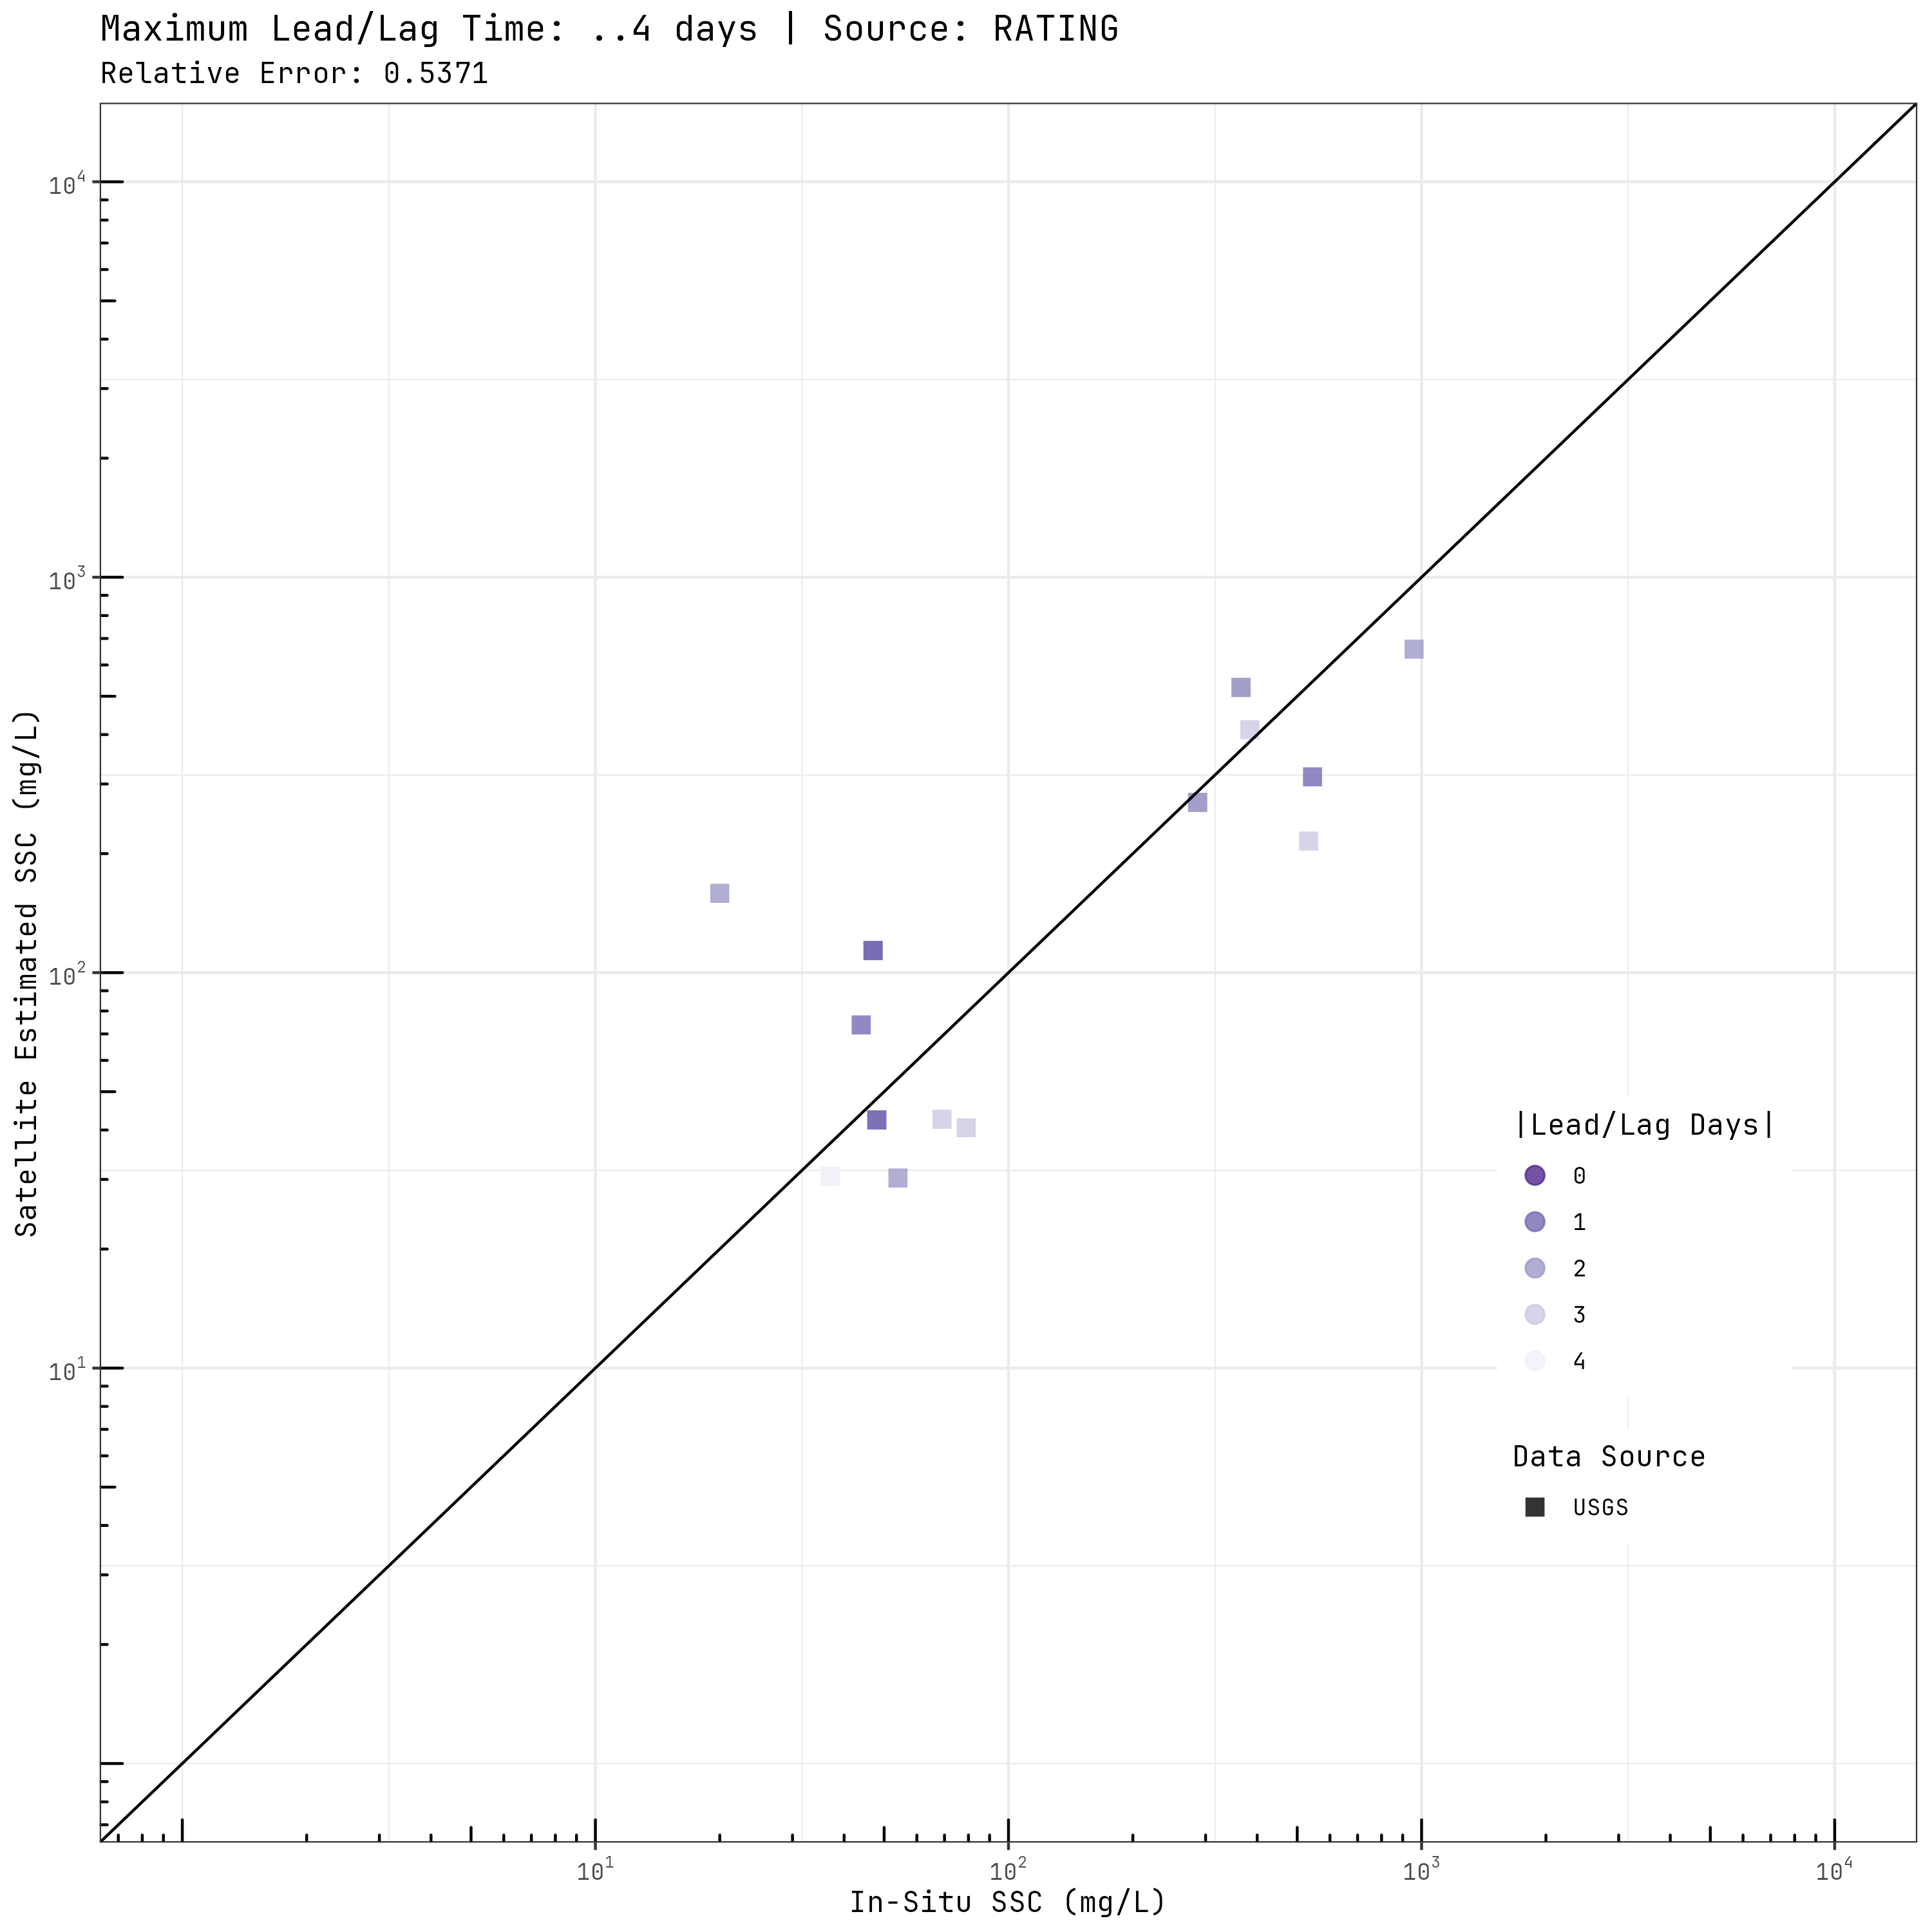 Maximum Lead/Lag Time: ..4 days | Source: RATING
Relative Error: 0.5371
Satellite Estimated SSC (mg/L)
10⁴
10³
10²
10¹
|Lead/Lag Days|
0
1
2
3
4
Data Source
USGS
10¹ 10² 10³ 10⁴
In-Situ SSC (mg/L)